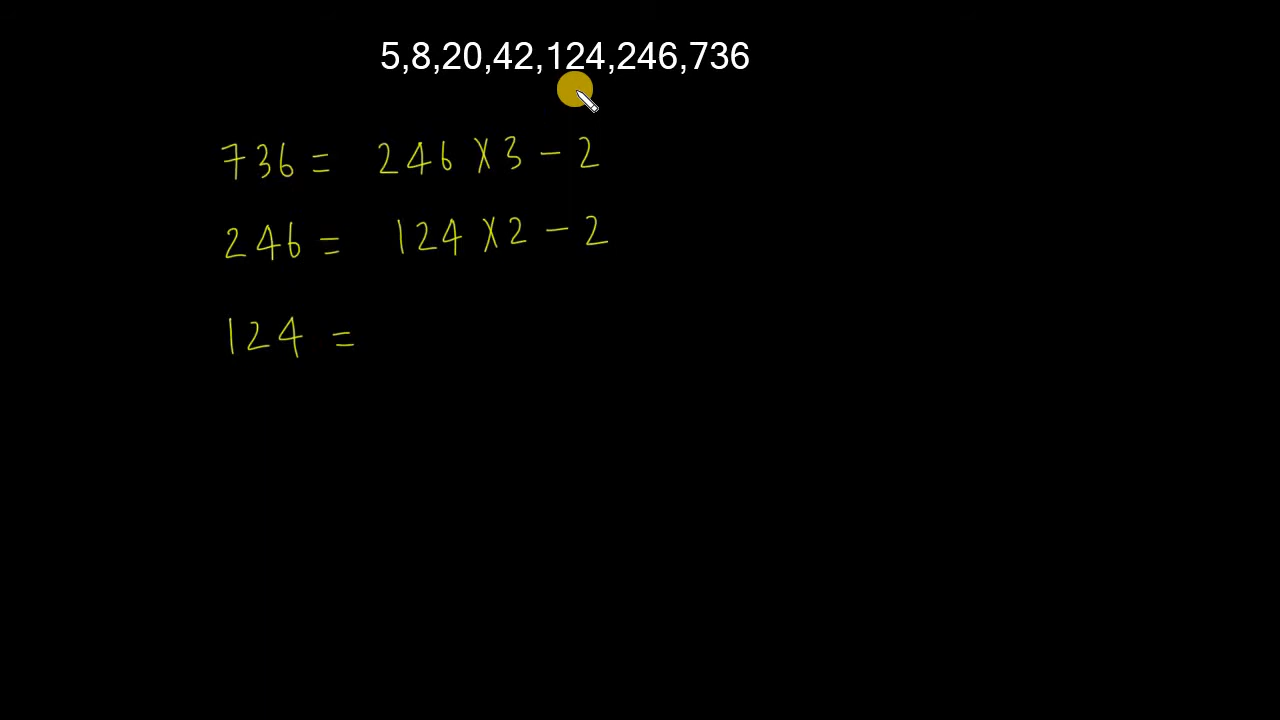 5,8,20,42,124,246,736
736 = 246 X 3 - 2
246 = 124 X 2 - 2
124 =